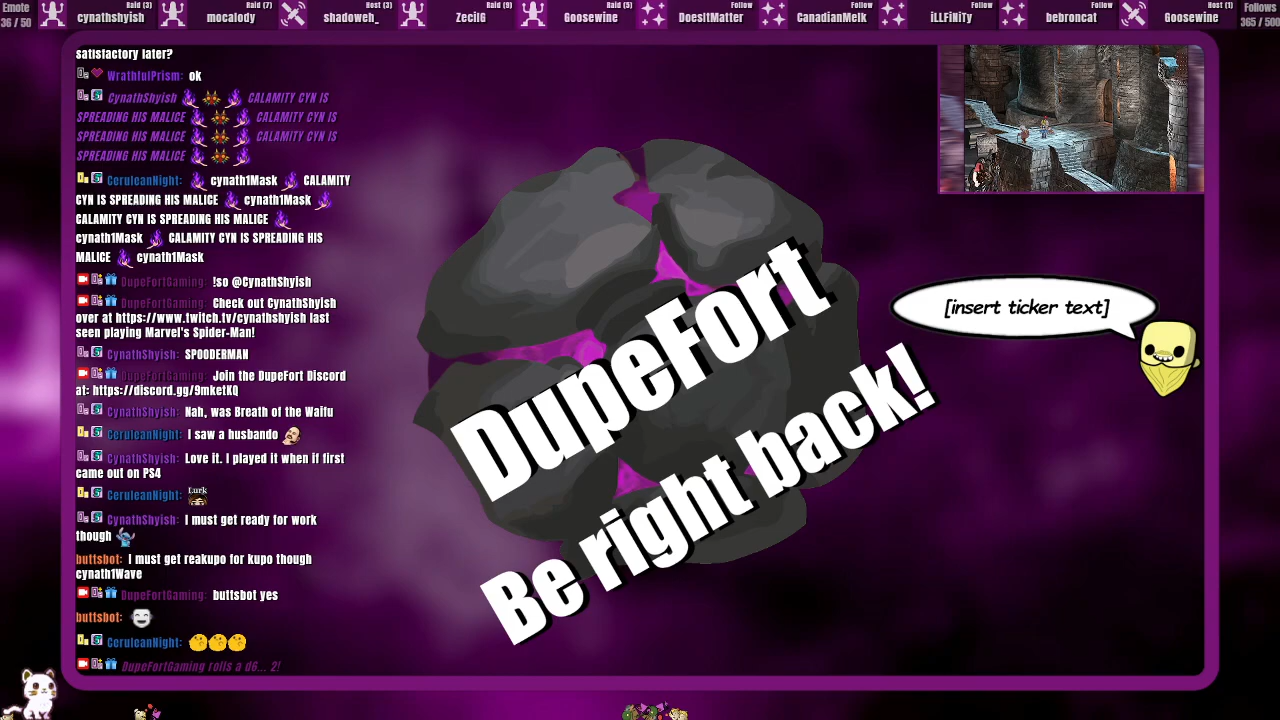 Emote
36 / 50
Raid (3)
cynathshyish
Raid (7)
mocalody
Host (3)
shadoweh_
Raid (9)
ZeciiG
Raid (5)
Goosewine
Follow
DoesitMatter
Follow
CanadianMelk
Follow
iLLFiNiTy
Follow
bebroncat
Host (1)
Goosewine
Follows
365 / 500
satisfactory later?
WrathfulPrism: ok
CynathShyish CALAMITY CYN IS
SPREADING HIS MALICE CALAMITY CYN IS
SPREADING HIS MALICE CALAMITY CYN IS
SPREADING HIS MALICE
CeruleanNight: cynath1Mask CALAMITY
CYN IS SPREADING HIS MALICE cynath1Mask
CALAMITY CYN IS SPREADING HIS MALICE
cynath1Mask CALAMITY CYN IS SPREADING HIS
MALICE cynath1Mask
DupeFortGaming: !so @CynathShyish
DupeFortGaming: Check out CynathShyish
over at https://www.twitch.tv/cynathshyish last
seen playing Marvel's Spider-Man!
CynathShyish: SPOODERMAN
DupeFortGaming: Join the DupeFort Discord
at: https://discord.gg/9mketKQ
CynathShyish: Nah, was Breath of the Waifu
CeruleanNight: I saw a husbando
CynathShyish: Love it. I played it when if first
came out on PS4
CeruleanNight: Lurk
CynathShyish: I must get ready for work
though
buttsbot: I must get reakupo for kupo though
cynath1Wave
DupeFortGaming: buttsbot yes
buttsbot:
CeruleanNight:
DupeFortGaming rolls a d6... 2!
DupeFort
Be right back!
[insert ticker text]